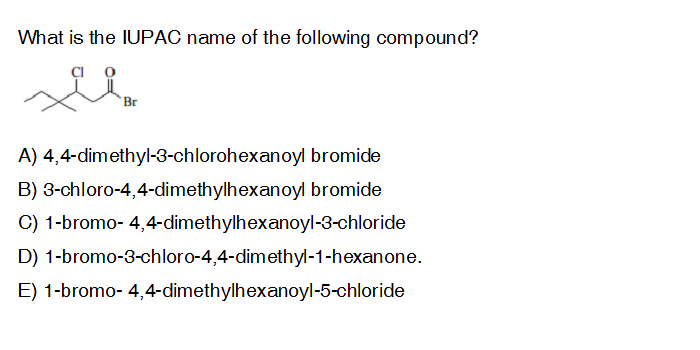 What is the IUPAC name of the following compound?
Cl O
Br
A) 4,4-dimethyl-3-chlorohexanoyl bromide
B) 3-chloro-4,4-dimethylhexanoyl bromide
C) 1-bromo- 4,4-dimethylhexanoyl-3-chloride
D) 1-bromo-3-chloro-4,4-dimethyl-1-hexanone.
E) 1-bromo- 4,4-dimethylhexanoyl-5-chloride